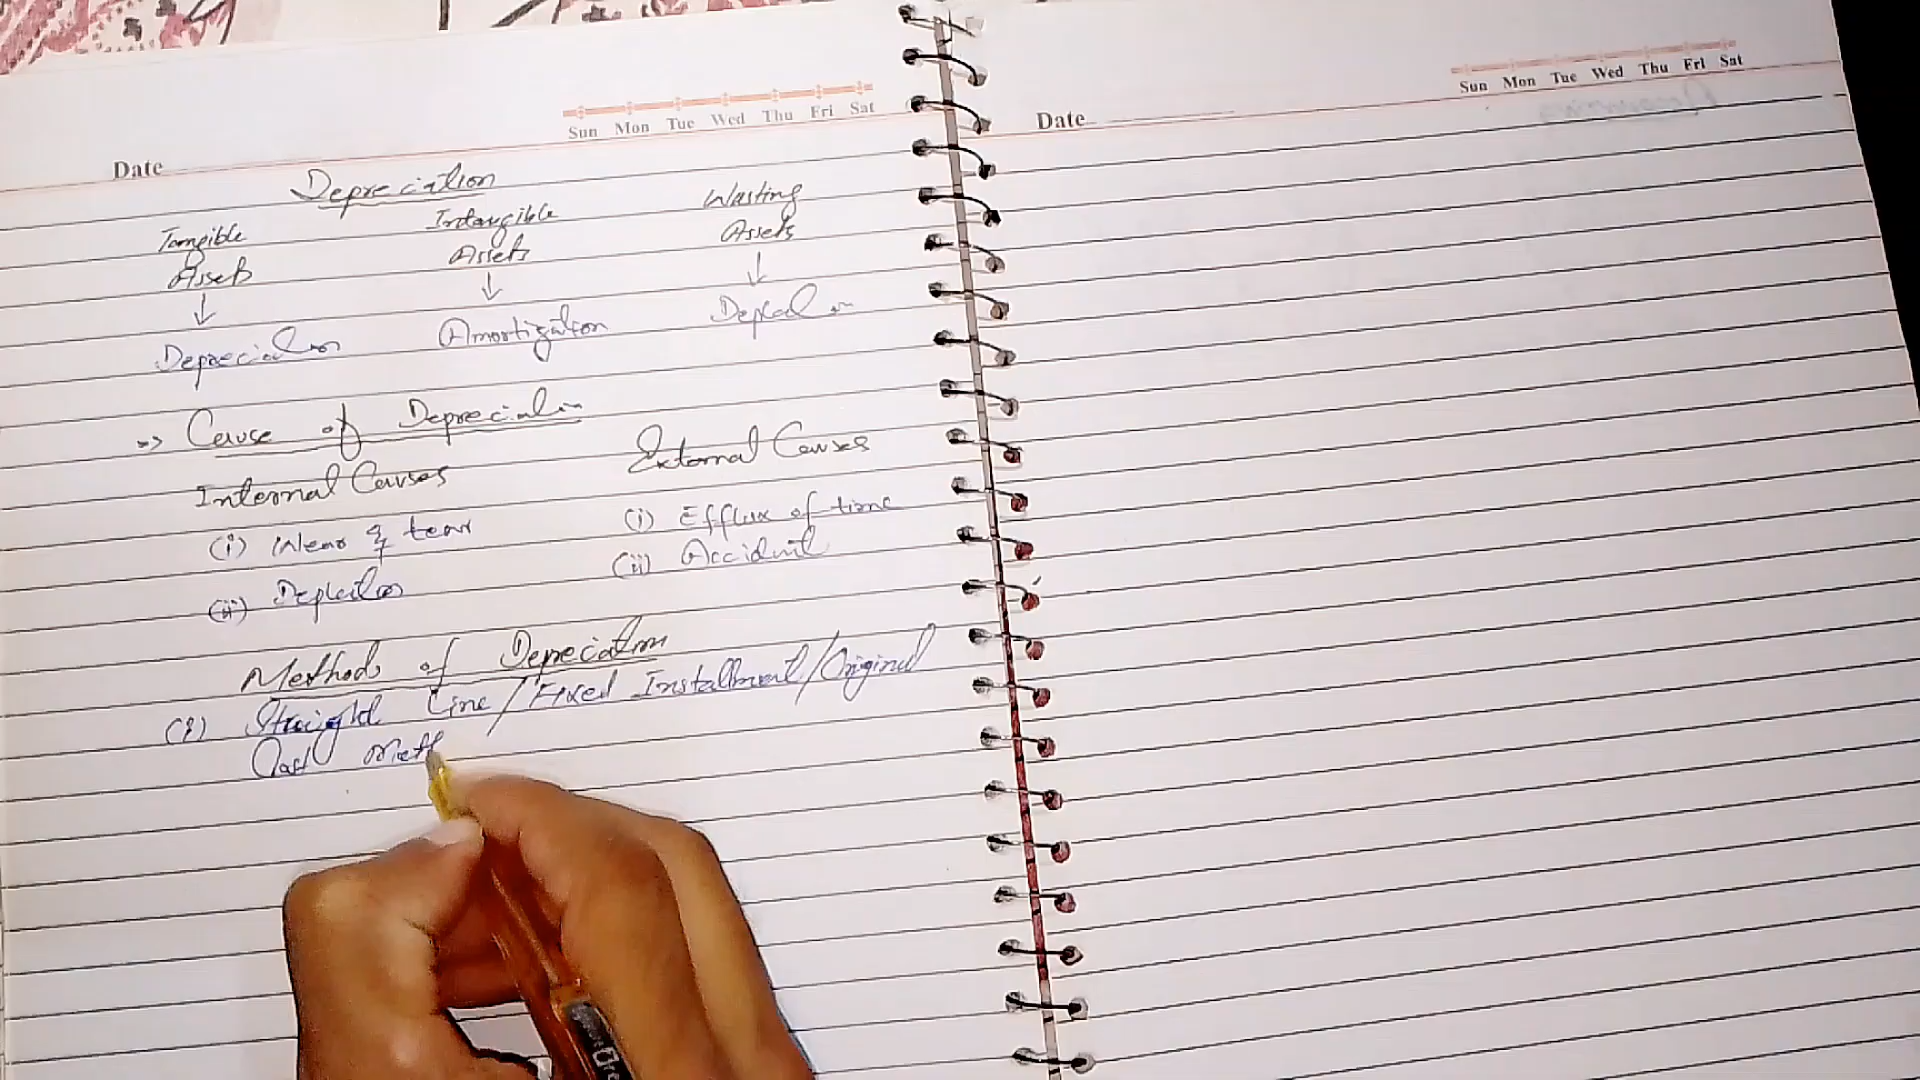 Sun Mon Tue Wed Thu Fri Sat
Date
Depreciation
Tangible Assets
Intangible Assets
Wasting Assets
Depreciation
Amortization
Depletion
Cause of Depreciation
Internal Causes
(i) Wear & tear
(ii) Depletion
External Causes
(i) Efflux of time
(ii) Accident
Methods of Depreciation
(i) Straight Line / Fixed Installment / Original
Cost Meth
Sun Mon Tue Wed Thu Fri Sat
Date